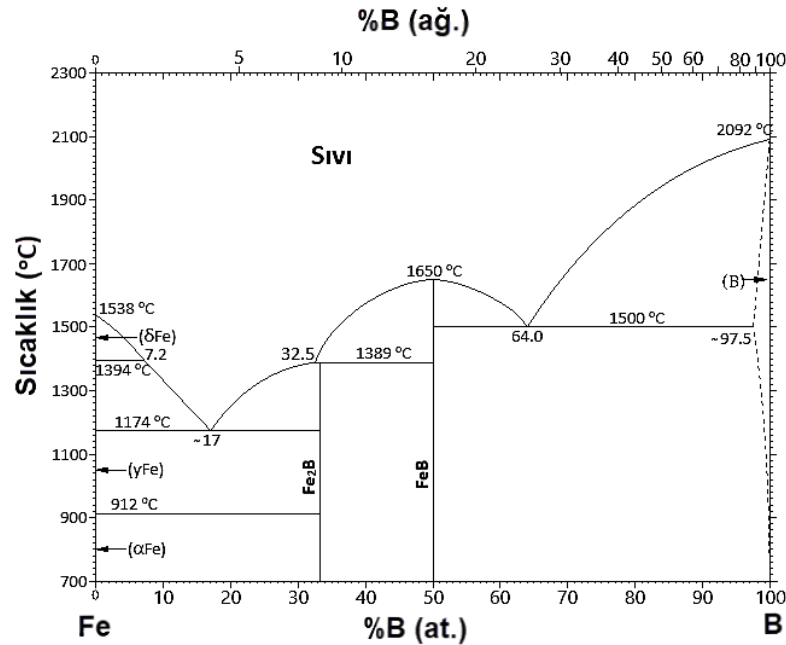 %B (ağ.)
0 5 10 20 30 40 50 60 80 100
2300
2100
1900
1700
1500
1300
1100
900
700
Sıcaklık (°C)
Sıvı
2092 °C
1650 °C
(B)
1538 °C
(δFe)
7.2
1394 °C
32.5
1389 °C
1500 °C
64.0
~97.5
1174 °C
~17
(yFe)
Fe₂B
FeB
912 °C
(αFe)
0 10 20 30 40 50 60 70 80 90 100
Fe
%B (at.)
B